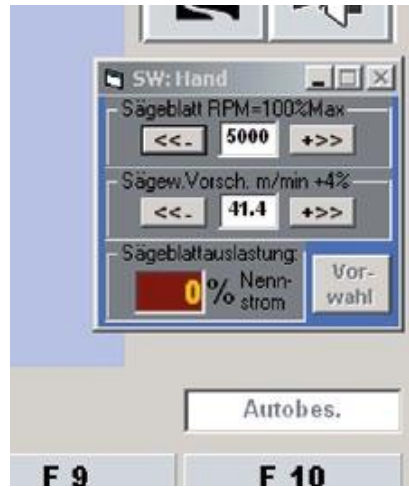 SW: Hand
Sägeblatt RPM=100%Max
<<- 5000 +>>
Sägew.Vorsch. m/min +4%
<<- 41.4 +>>
Sägeblattauslastung:
0 % Nenn-
strom
Vor-
wahl
Autobes.
F 9 F 10